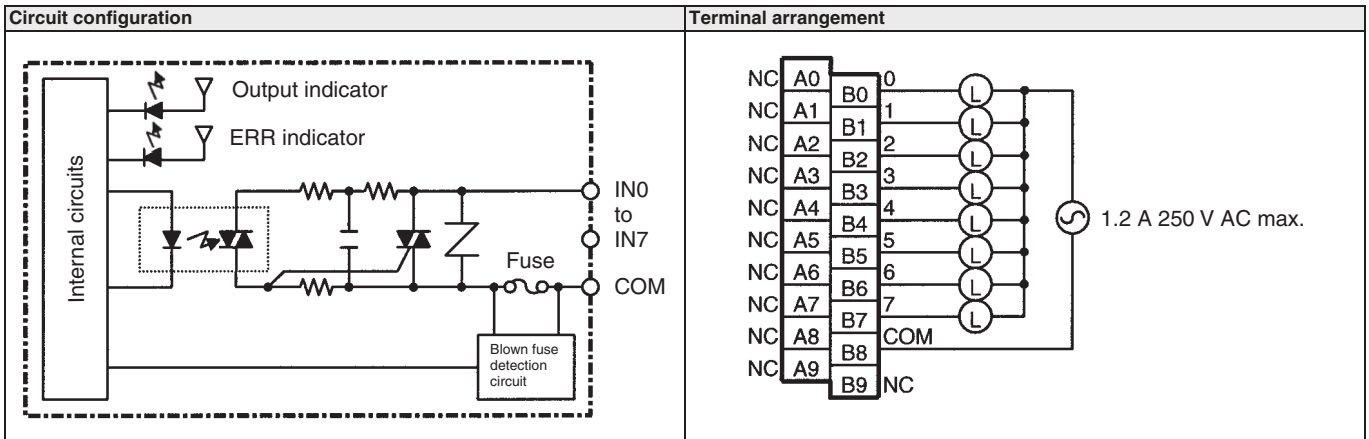 Circuit configuration
Terminal arrangement
Output indicator
ERR indicator
Internal circuits
IN0
to
IN7
Fuse
COM
Blown fuse
detection
circuit
NC A0
B0 0 L
NC A1
B1 1 L
NC A2
B2 2 L
NC A3
B3 3 L
NC A4
B4 4 L
1.2 A 250 V AC max.
NC A5
B5 5 L
NC A6
B6 6 L
NC A7
B7 7 L
NC A8
B8 COM
NC A9
B9 NC